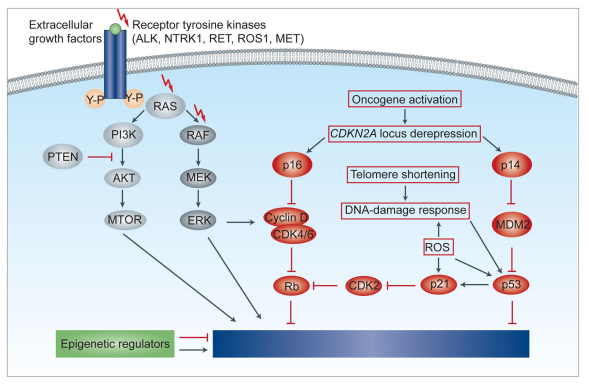 Extracellular
growth factors
Receptor tyrosine kinases
(ALK, NTRK1, RET, ROS1, MET)
Y-P
Y-P
RAS
PI3K
RAF
PTEN
AKT
MEK
MTOR
ERK
Oncogene activation
CDKN2A locus derepression
p16
p14
Telomere shortening
Cyclin D
CDK4/6
DNA-damage response
MDM2
ROS
Rb
CDK2
p21
p53
Epigenetic regulators